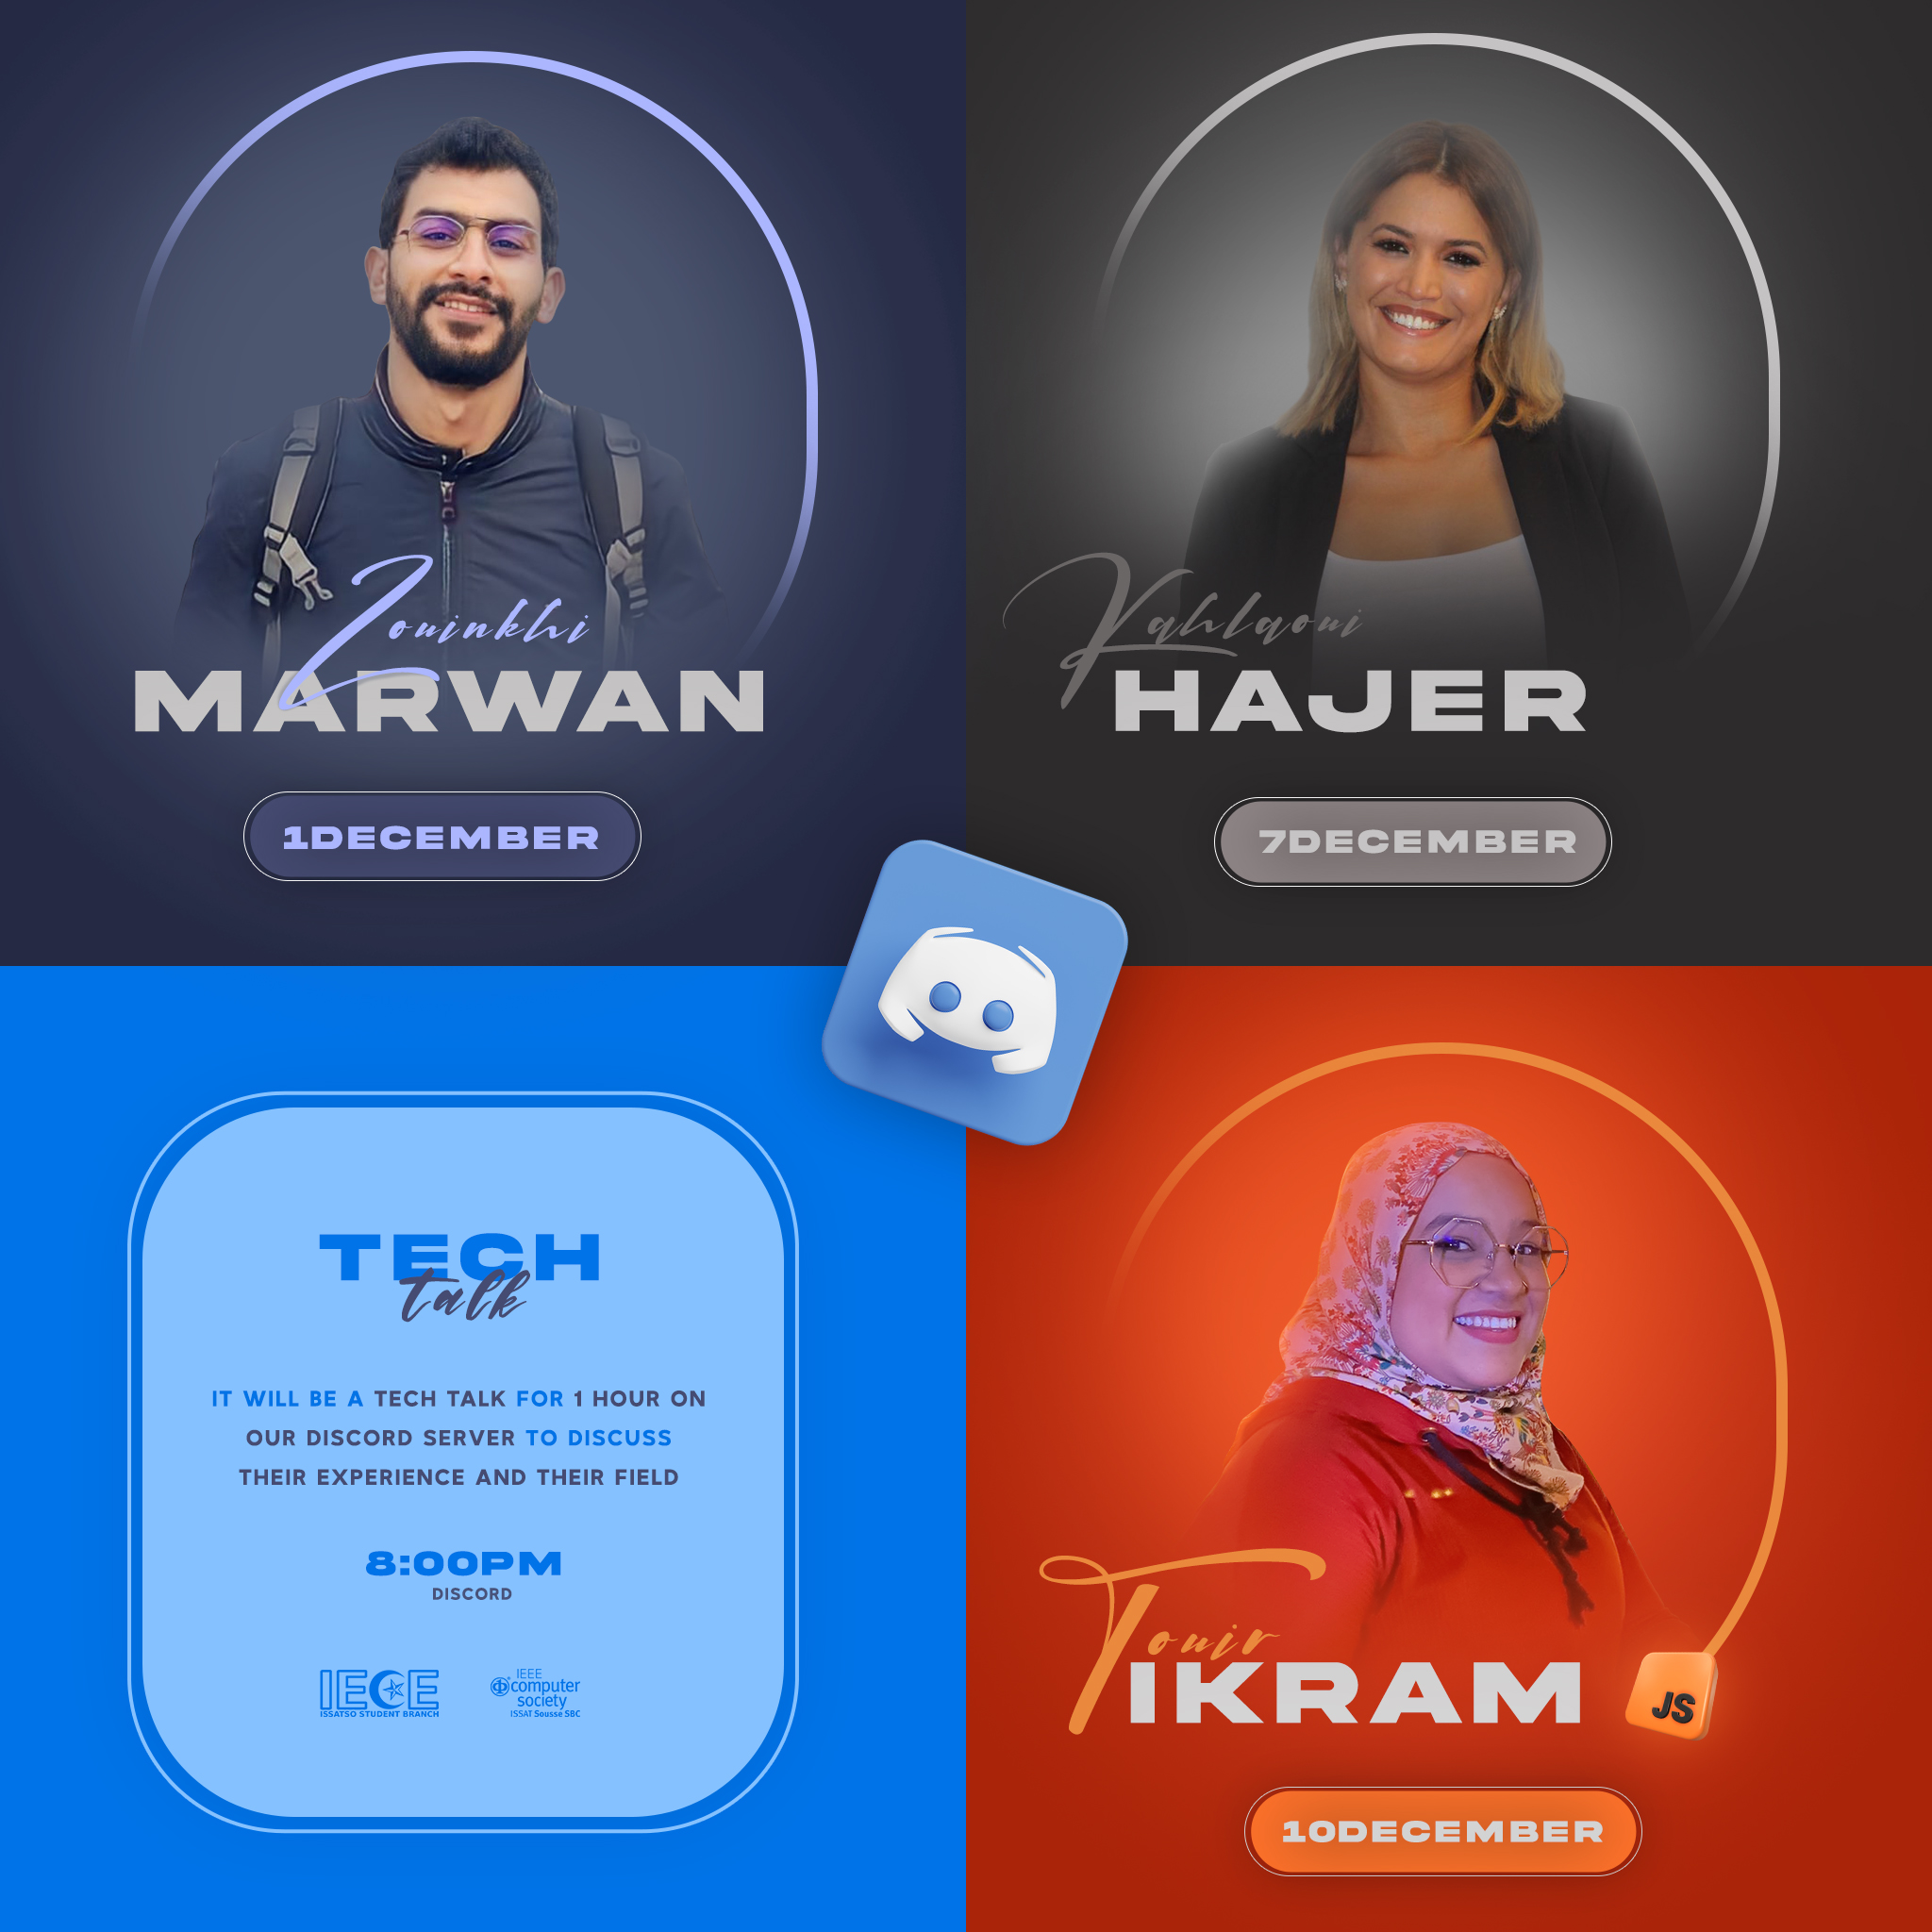 Zouinkhi
MARWAN
1DECEMBER
Kahlaoui
HAJER
7DECEMBER
TECH
talk
IT WILL BE A TECH TALK FOR 1 HOUR ON
OUR DISCORD SERVER TO DISCUSS
THEIR EXPERIENCE AND THEIR FIELD
8:00PM
DISCORD
IEEE
ISSATSO STUDENT BRANCH
IEEE
computer
society
ISSAT Sousse SBC
Touir
IKRAM
JS
10DECEMBER